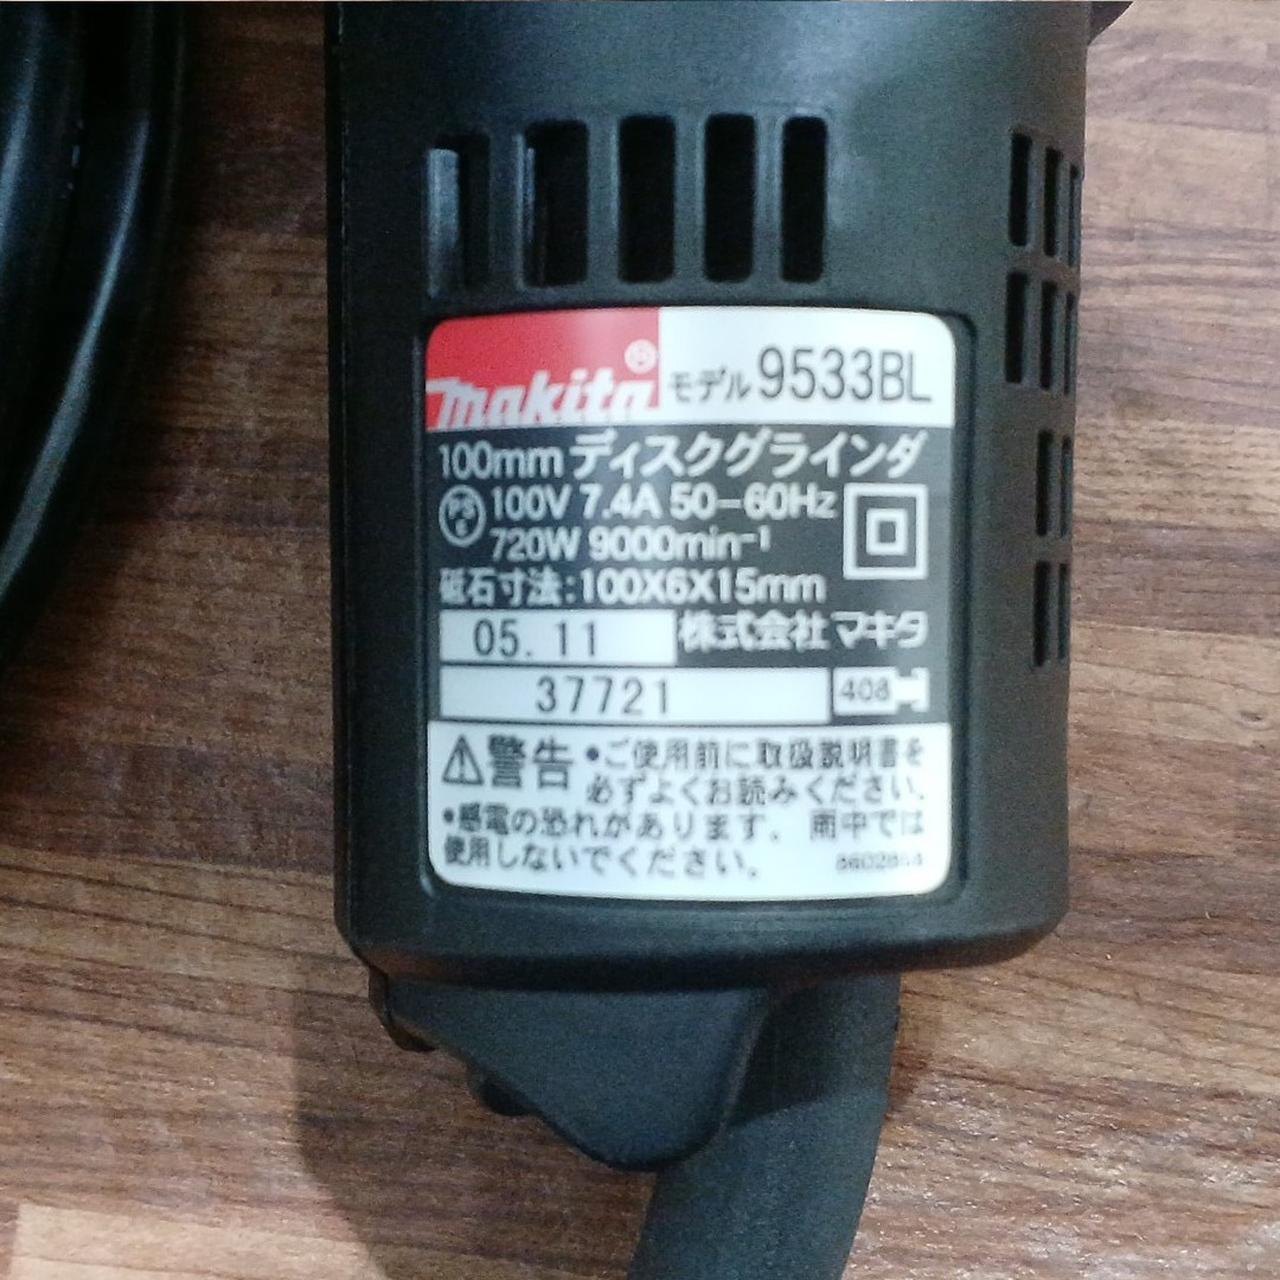 makita®
モデル 9533BL
100mm ディスクグラインダ
PS E 100V 7.4A 50-60Hz
720W 9000min⁻¹
砥石寸法:100X6X15mm
05.11 株式会社マキタ
37721 408
⚠警告 •ご使用前に取扱説明書を
必ずよくお読みください.
•感電の恐れがあります. 雨中では
使用しないでください.